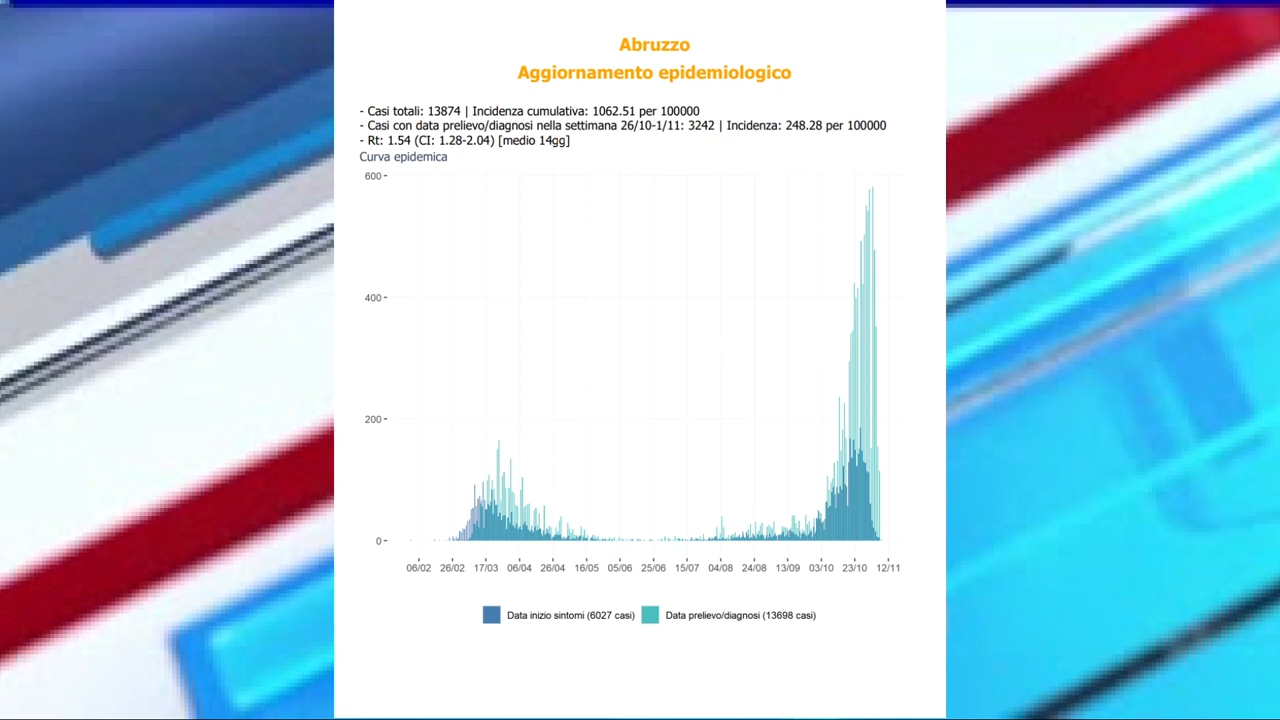 Abruzzo
Aggiornamento epidemiologico
- Casi totali: 13874 | Incidenza cumulativa: 1062.51 per 100000
- Casi con data prelievo/diagnosi nella settimana 26/10-1/11: 3242 | Incidenza: 248.28 per 100000
- Rt: 1.54 (CI: 1.28-2.04) [medio 14gg]
Curva epidemica
600
400
200
0
06/02 26/02 17/03 06/04 26/04 16/05 05/06 25/06 15/07 04/08 24/08 13/09 03/10 23/10 12/11
Data inizio sintomi (6027 casi) Data prelievo/diagnosi (13698 casi)